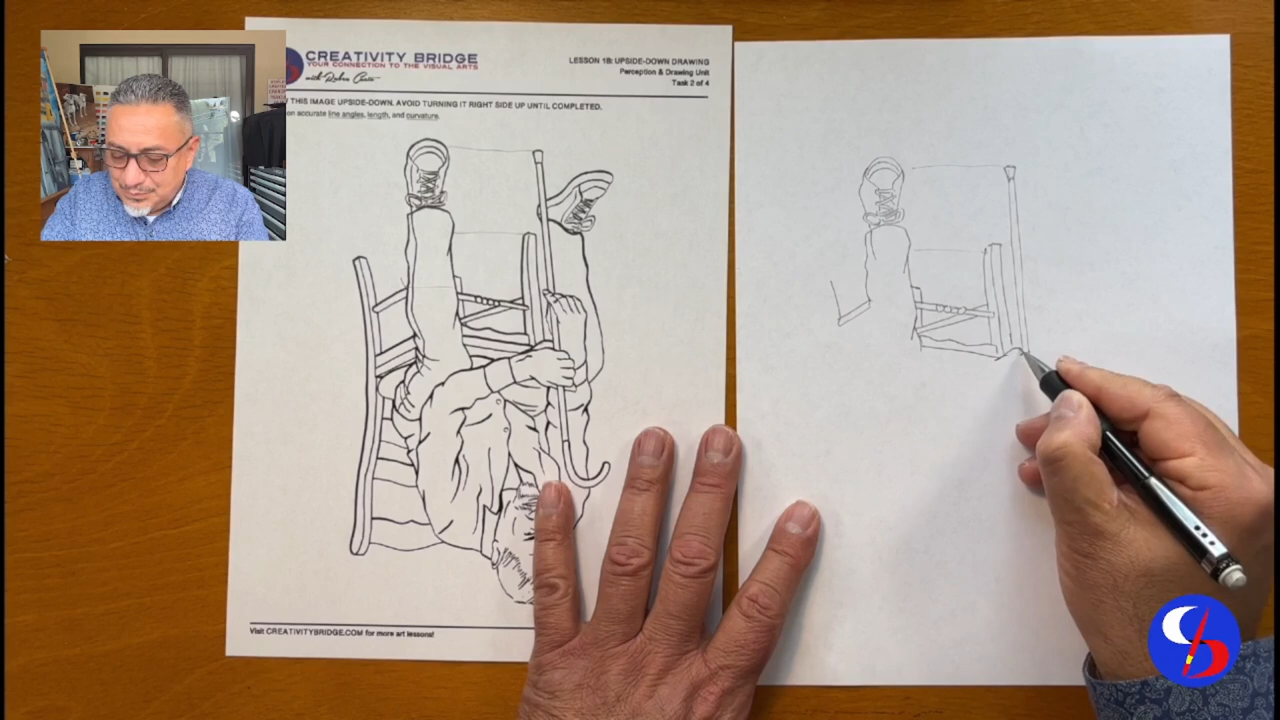 CREATIVITY BRIDGE
YOUR CONNECTION TO THE VISUAL ARTS
with
LESSON 1B: UPSIDE-DOWN DRAWING
Perception & Drawing Unit
Task 2 of 4
THIS IMAGE UPSIDE-DOWN. AVOID TURNING IT RIGHT SIDE UP UNTIL COMPLETED.
on accurate line angles, length, and curvature.
Visit CREATIVITYBRIDGE.COM for more art lessons!